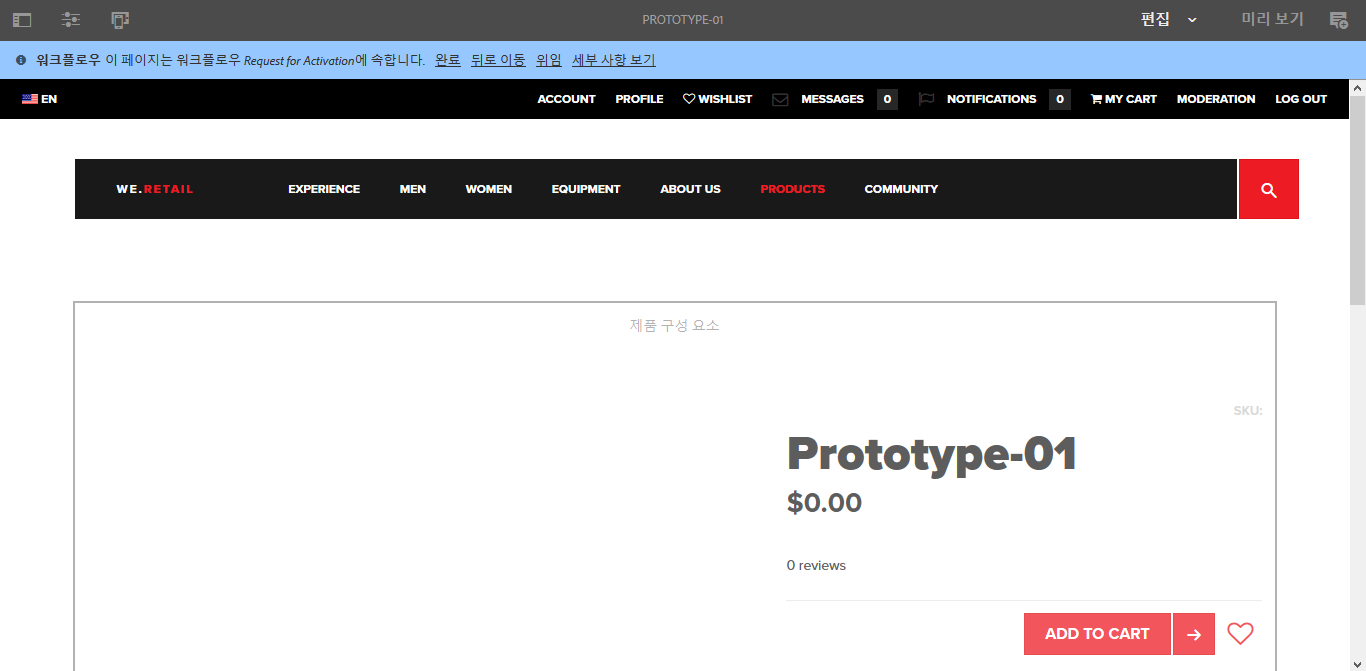 PROTOTYPE-01 편집 미리 보기
워크플로우 이 페이지는 워크플로우 Request for Activation에 속합니다. 완료 뒤로 이동 위임 세부 사항 보기
EN ACCOUNT PROFILE WISHLIST MESSAGES 0 NOTIFICATIONS 0 MY CART MODERATION LOG OUT
WE.RETAIL EXPERIENCE MEN WOMEN EQUIPMENT ABOUT US PRODUCTS COMMUNITY
제품 구성 요소
SKU:
Prototype-01
$0.00
0 reviews
ADD TO CART